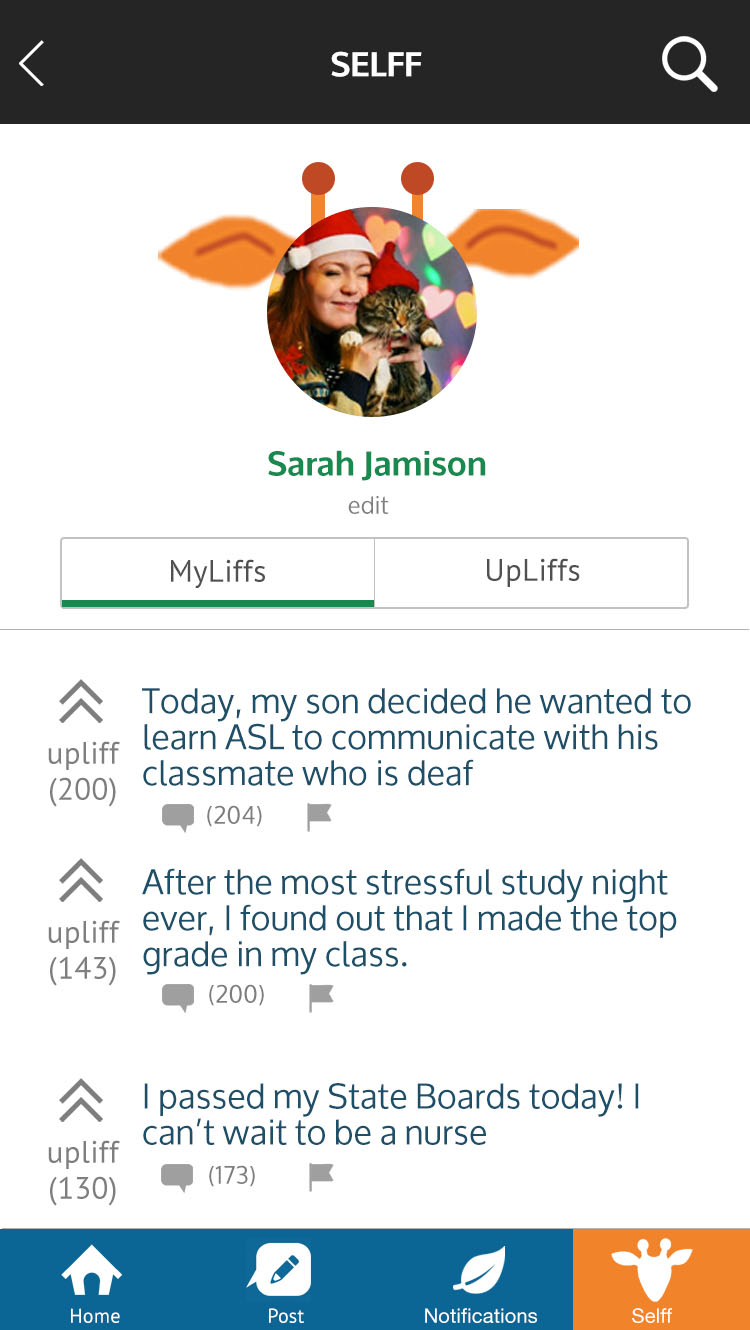 SELFF
Sarah Jamison
edit
MyLiffs
UpLiffs
Today, my son decided he wanted to
learn ASL to communicate with his
classmate who is deaf
upliff
(200)
(204)
After the most stressful study night
ever, I found out that I made the top
grade in my class.
upliff
(143)
(200)
I passed my State Boards today! I
can't wait to be a nurse
upliff
(130)
(173)
Home
Post
Notifications
Selff